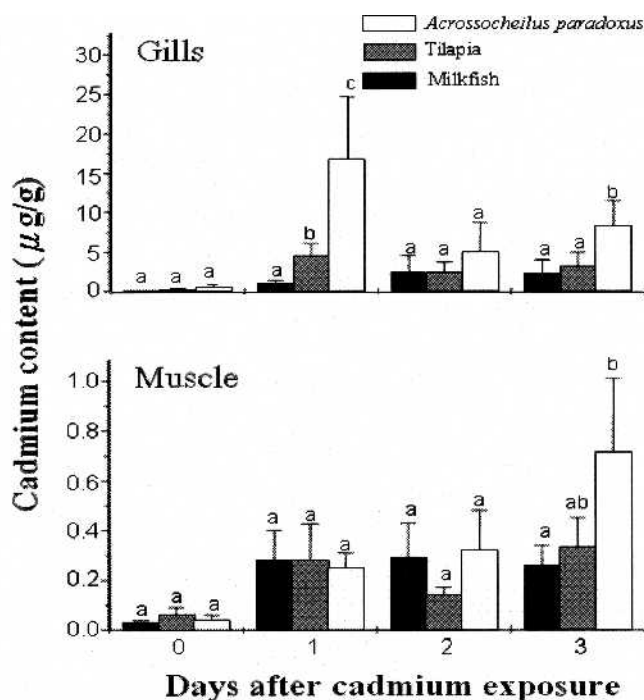 Acrossocheilus paradoxus
Tilapia
Milkfish
Gills
Cadmium content (μg/g)
30
25
20
15
10
5
0
a a a
a b c
a a a
a a b
Muscle
1.0
0.8
0.6
0.4
0.2
0.0
a a a
a a a
a a a
a ab b
0 1 2 3
Days after cadmium exposure